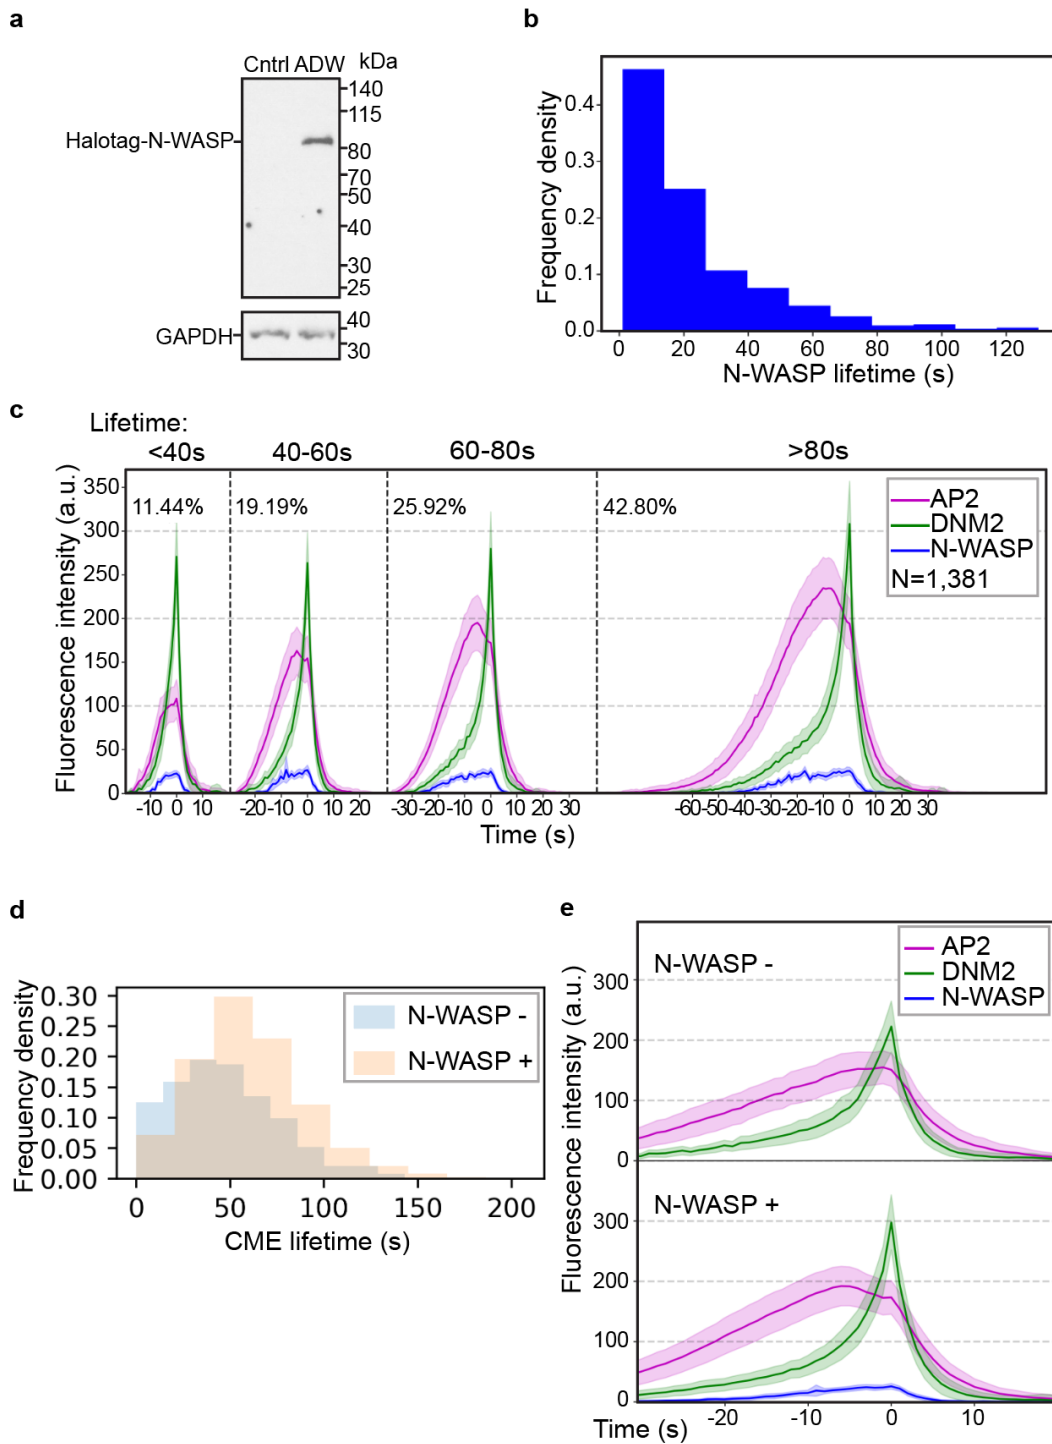 a
Cntrl ADW kDa
Halotag-N-WASP
140
115
80
70
50
40
30
25
GAPDH
40
30
b
Frequency density
0.4
0.3
0.2
0.1
0.0
0 20 40 60 80 100 120
N-WASP lifetime (s)
c
Lifetime:
<40s 40-60s 60-80s >80s
Fluorescence intensity (a.u.)
350
300
250
200
150
100
50
0
11.44% 19.19% 25.92% 42.80%
AP2
DNM2
N-WASP
N=1,381
-10 0 10 -20 0 10 -30-20-10 0 10 20 30 -60-50-40-30-20-10 0 10 20 30
Time (s)
d
Frequency density
0.30
0.25
0.20
0.15
0.10
0.05
0.00
N-WASP -
N-WASP +
0 50 100 150 200
CME lifetime (s)
e
Fluorescence intensity (a.u.)
N-WASP -
AP2
DNM2
N-WASP
300
200
100
0
N-WASP +
300
200
100
0
-20 -10 0 10
Time (s)